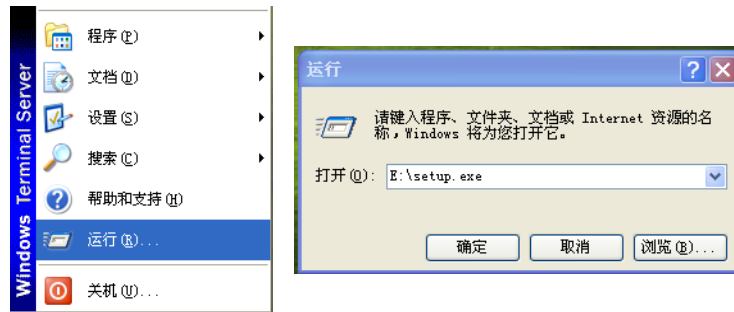 Windows Terminal Server
程序(P)
文档(D)
设置(S)
搜索(C)
帮助和支持(H)
运行(R)...
关机(U)...
运行
请键入程序、文件夹、文档或 Internet 资源的名
称，Windows 将为您打开它。
打开(O): E:\setup.exe
确定 取消 浏览(B)...